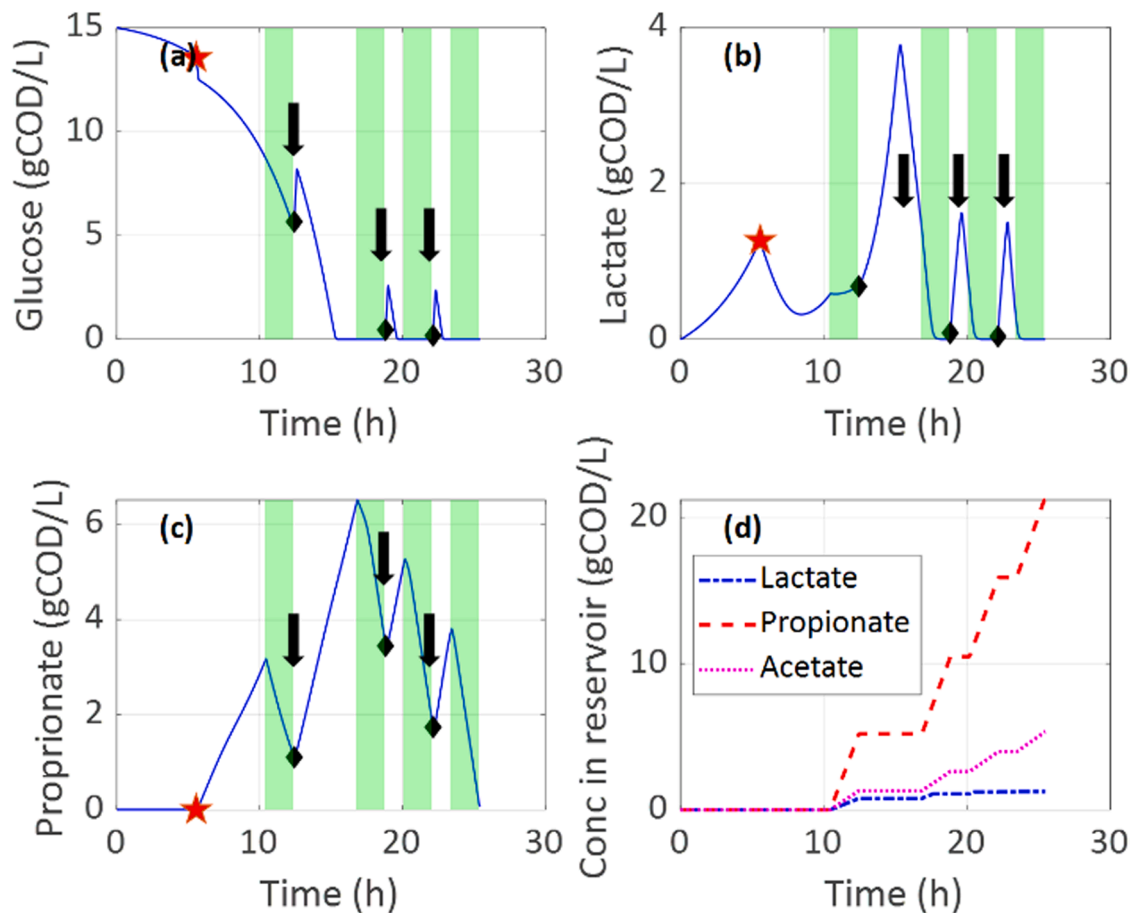 (a)
Glucose (gCOD/L)
15
10
5
0
0 10 20 30
Time (h)
(b)
Lactate (gCOD/L)
4
2
0
0 10 20 30
Time (h)
(c)
Proprionate (gCOD/L)
6
4
2
0
0 10 20 30
Time (h)
(d)
Conc in reservoir (gCOD/L)
20
10
0
Lactate
Propionate
Acetate
0 10 20 30
Time (h)